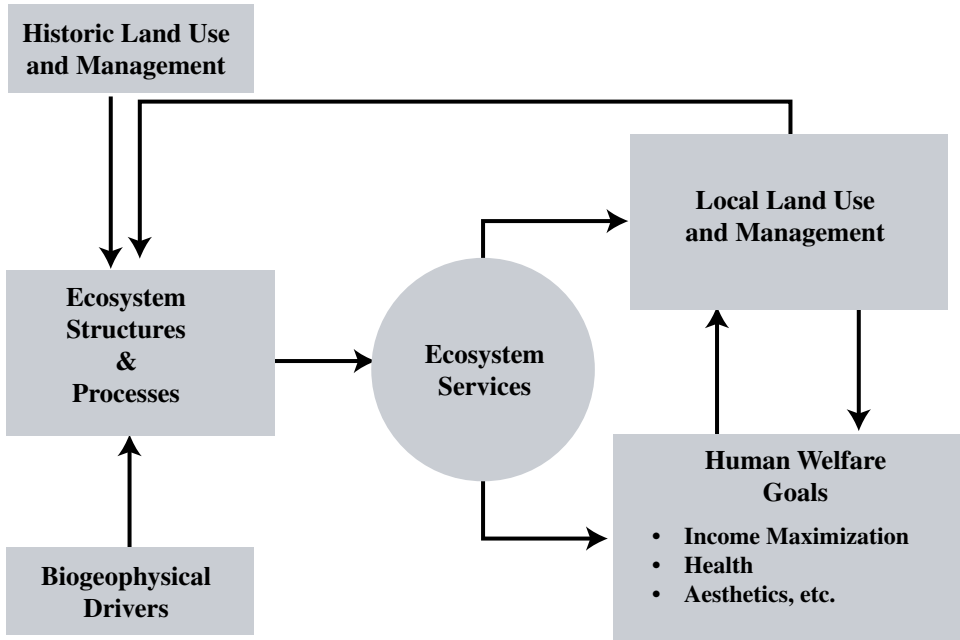 Historic Land Use
and Management
Local Land Use
and Management
Ecosystem
Structures
&
Processes
Ecosystem
Services
Human Welfare
Goals
• Income Maximization
• Health
• Aesthetics, etc.
Biogeophysical
Drivers